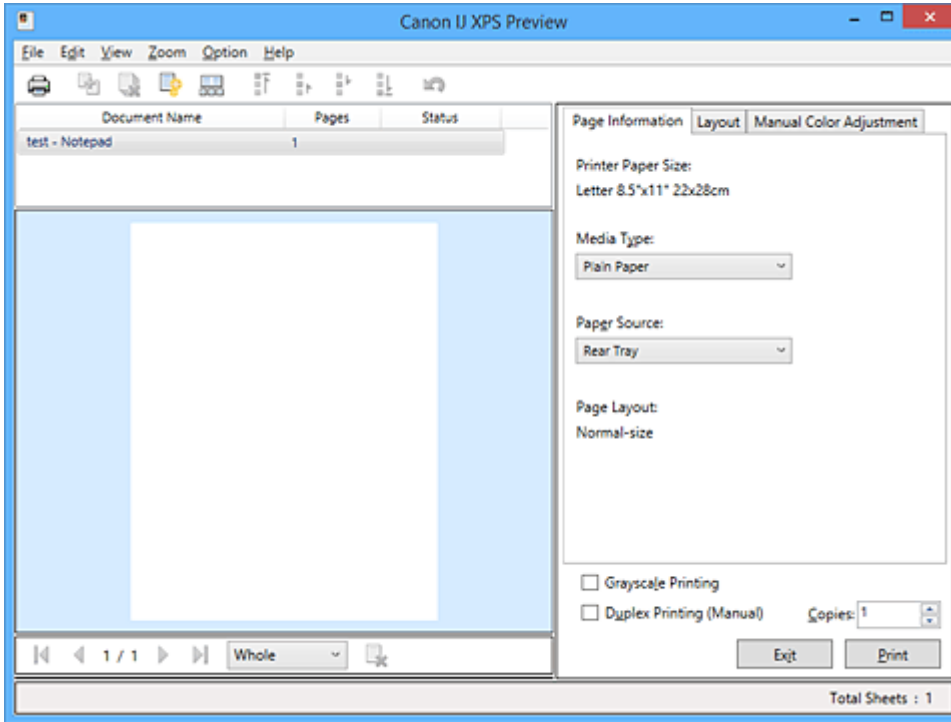 Canon IJ XPS Preview
File Edit View Zoom Option Help
Document Name Pages Status
test - Notepad 1
Page Information Layout Manual Color Adjustment
Printer Paper Size:
Letter 8.5"x11" 22x28cm
Media Type:
Plain Paper
Paper Source:
Rear Tray
Page Layout:
Normal-size
Grayscale Printing
Duplex Printing (Manual) Copies: 1
1 / 1 Whole
Exit Print
Total Sheets : 1